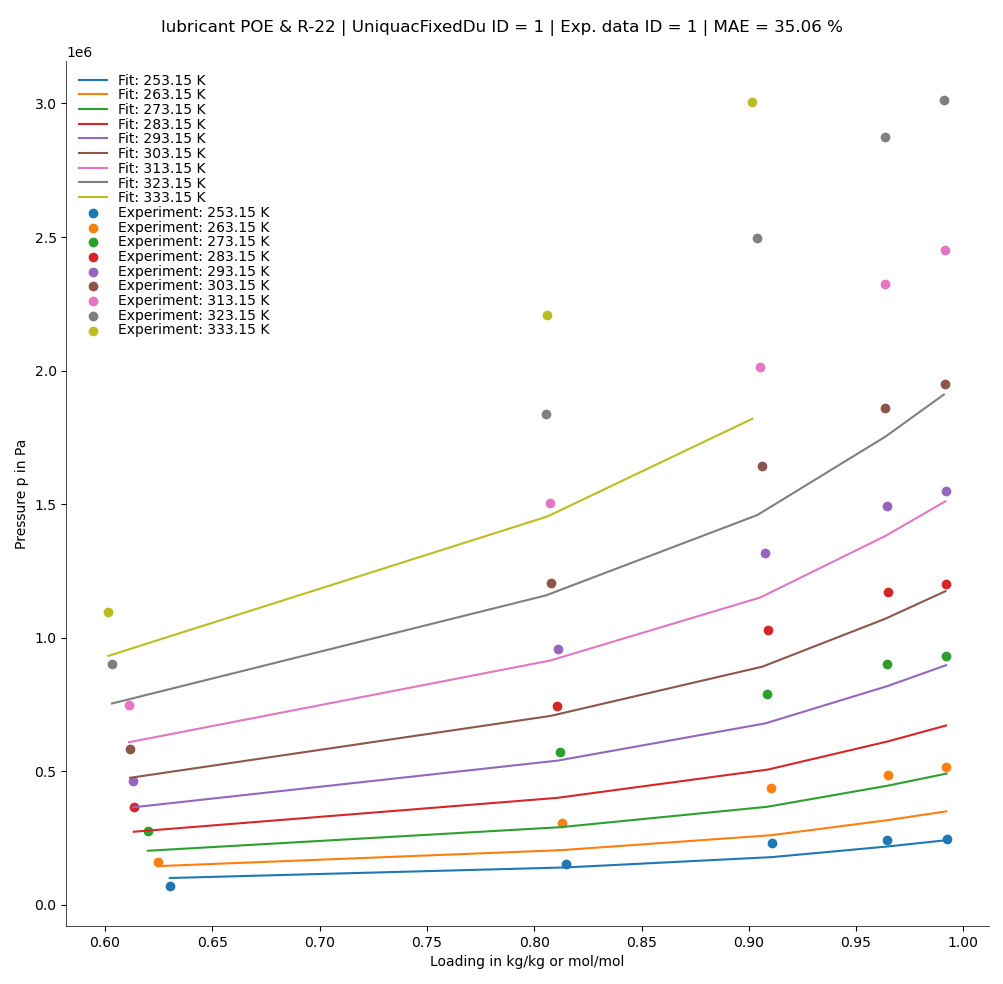 lubricant POE & R-22 | UniquacFixedDu ID = 1 | Exp. data ID = 1 | MAE = 35.06 %
1e6
Fit: 253.15 K
Fit: 263.15 K
Fit: 273.15 K
Fit: 283.15 K
Fit: 293.15 K
Fit: 303.15 K
Fit: 313.15 K
Fit: 323.15 K
Fit: 333.15 K
Experiment: 253.15 K
Experiment: 263.15 K
Experiment: 273.15 K
Experiment: 283.15 K
Experiment: 293.15 K
Experiment: 303.15 K
Experiment: 313.15 K
Experiment: 323.15 K
Experiment: 333.15 K
3.0
2.5
2.0
1.5
1.0
0.5
0.0
Pressure p in Pa
0.60 0.65 0.70 0.75 0.80 0.85 0.90 0.95 1.00
Loading in kg/kg or mol/mol